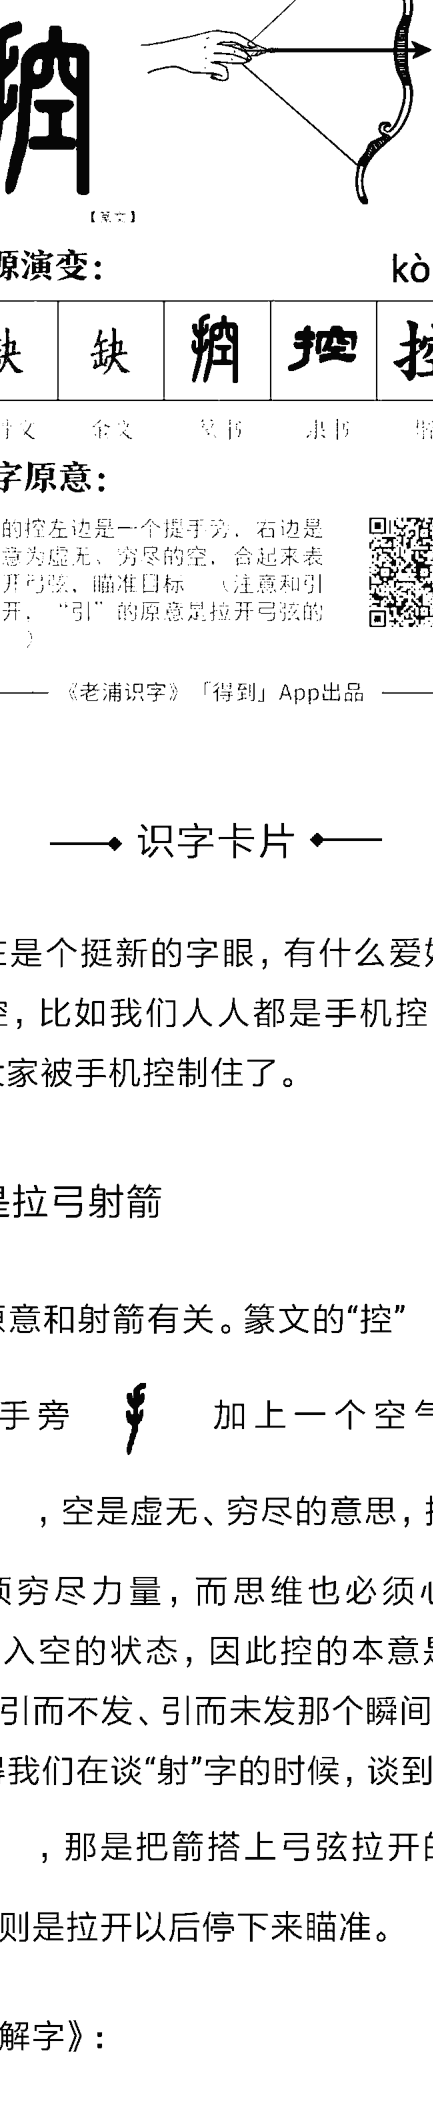 控
【篆文】
源演变：
kò
缺 缺 控 控 控
骨文 金文 篆书 隶书 楷
字原意：
的控左边是一个提手旁，右边是
意为虚无、穷尽的空，合起来表
开弓弦，瞄准目标 （注意和引
开，“引”的原意是拉开弓弦的
）
《老浦识字》「得到」App出品
识字卡片
是个挺新的字眼，有什么爱
，比如我们人人都是手机控
家被手机控制住了。
是拉弓射箭
原意和射箭有关。篆文的“控”
手旁 加上一个空
，空是虚无、穷尽的意思，
须穷尽力量，而思维也必须
入空的状态，因此控的本意是
引而不发、引而未发那个瞬间
得我们在谈“射”字的时候，谈到
，那是把箭搭上弓弦拉开的
则是拉开以后停下来瞄准。
解字》：